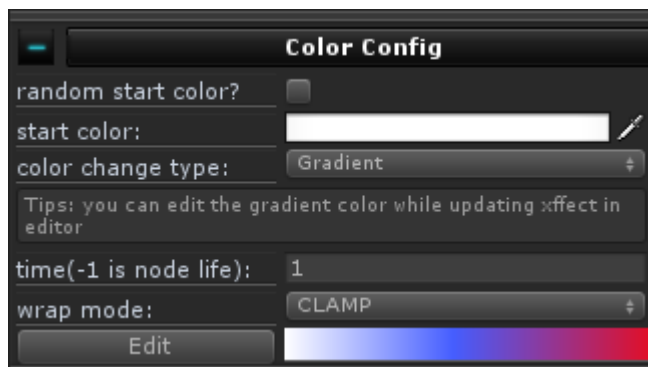 Color Config
random start color?
start color:
color change type: Gradient
Tips: you can edit the gradient color while updating xffect in
editor
time(-1 is node life): 1
wrap mode: CLAMP
Edit